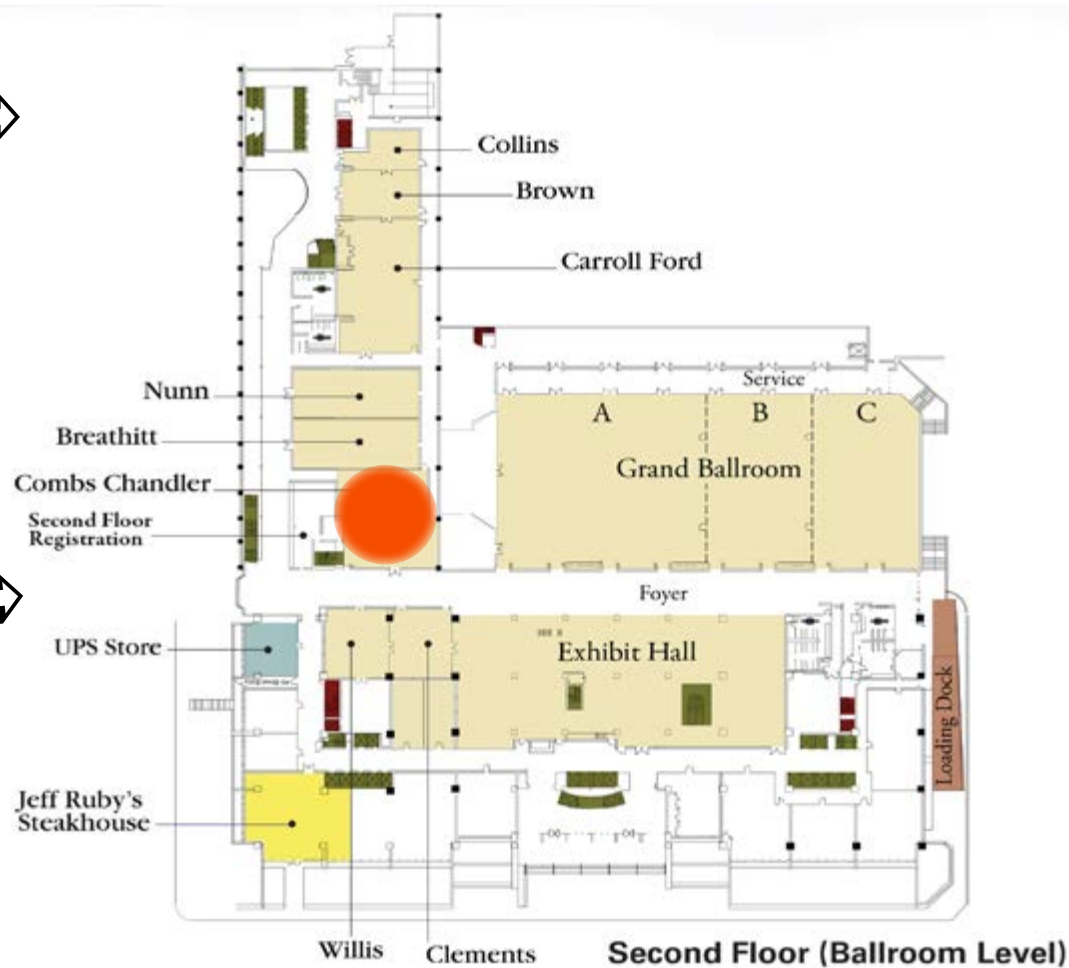 Collins
Brown
Carroll Ford
Nunn
Breathitt
Combs Chandler
Second Floor
Registration
Service
A
B
C
Grand Ballroom
Foyer
UPS Store
Exhibit Hall
Loading Dock
Jeff Ruby's
Steakhouse
Willis
Clements
Second Floor (Ballroom Level)